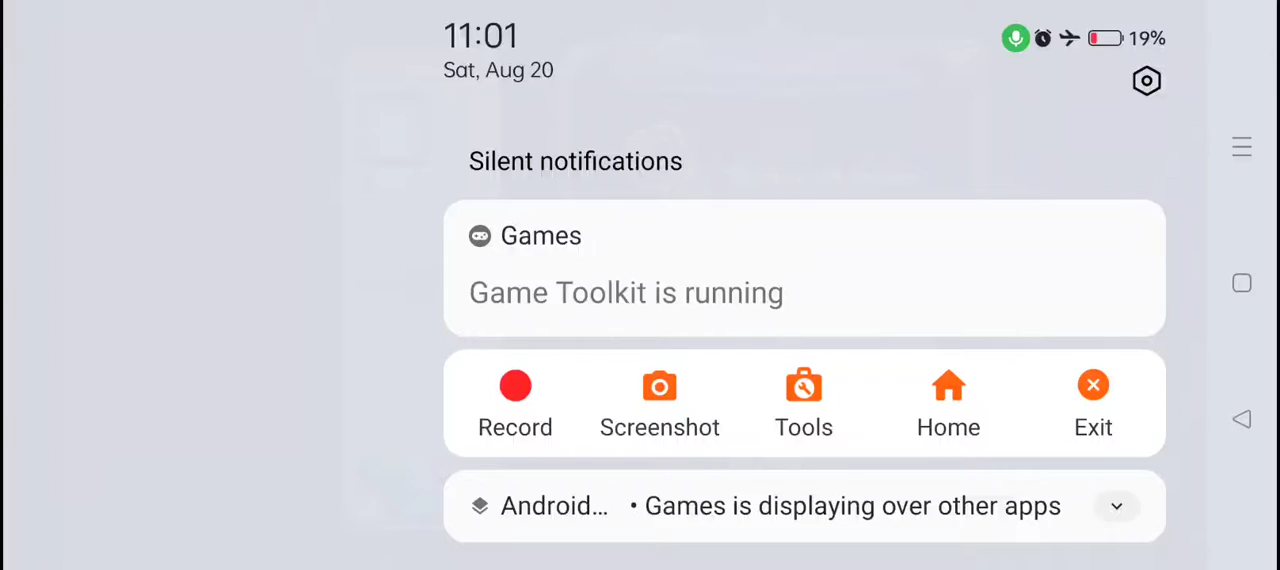 11:01
19%
Sat, Aug 20
Silent notifications
Games
Game Toolkit is running
Record Screenshot Tools Home Exit
Android... • Games is displaying over other apps